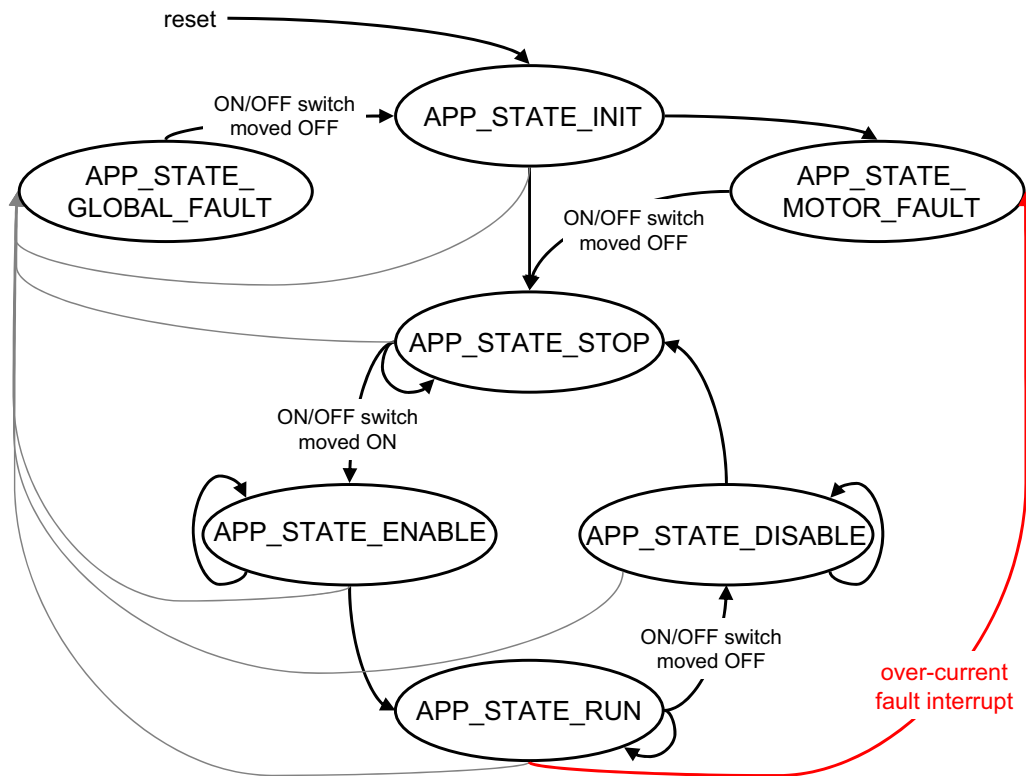 reset
ON/OFF switch
moved OFF
APP_STATE_INIT
APP_STATE_
GLOBAL_FAULT
APP_STATE_
MOTOR_FAULT
ON/OFF switch
moved OFF
APP_STATE_STOP
ON/OFF switch
moved ON
APP_STATE_ENABLE
APP_STATE_DISABLE
ON/OFF switch
moved OFF
over-current
fault interrupt
APP_STATE_RUN